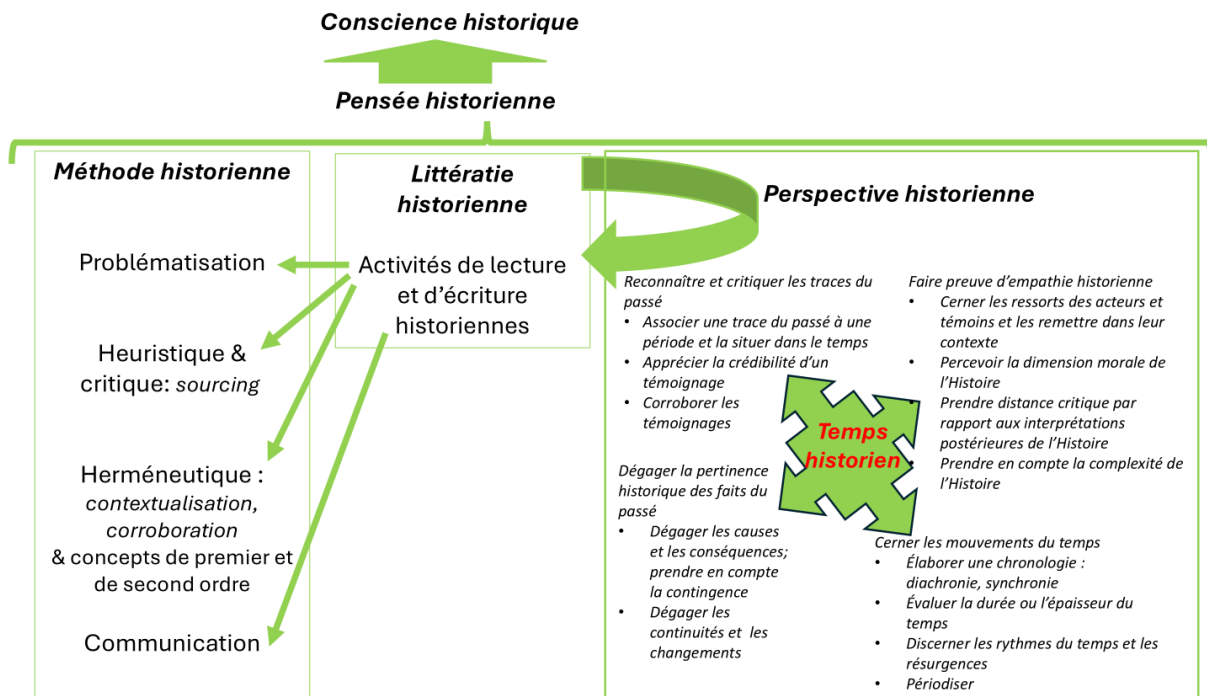 Conscience historique
Pensée historienne
Méthode historienne
Problématisation
Heuristique &
critique: sourcing
Herméneutique :
contextualisation,
corroboration
& concepts de premier et
de second ordre
Communication
Littératie
historienne
Activités de lecture
et d’écriture
historiennes
Perspective historienne
Reconnaître et critiquer les traces du
passé
• Associer une trace du passé à une
période et la situer dans le temps
• Apprécier la crédibilité d’un
témoignage
• Corroborer les
témoignages
Faire preuve d’empathie historienne
• Cerner les ressorts des acteurs et
témoins et les remettre dans leur
contexte
• Percevoir la dimension morale de
l’Histoire
• Prendre distance critique par
rapport aux interprétations
postérieures de l’Histoire
• Prendre en compte la complexité de
l’Histoire
Temps
historien
Dégager la pertinence
historique des faits du
passé
• Dégager les causes
et les conséquences;
prendre en compte
la contingence
• Dégager les
continuités et les
changements
Cerner les mouvements du temps
• Élaborer une chronologie :
diachronie, synchronie
• Évaluer la durée ou l’épaisseur du
temps
• Discerner les rythmes du temps et les
résurgences
• Périodiser